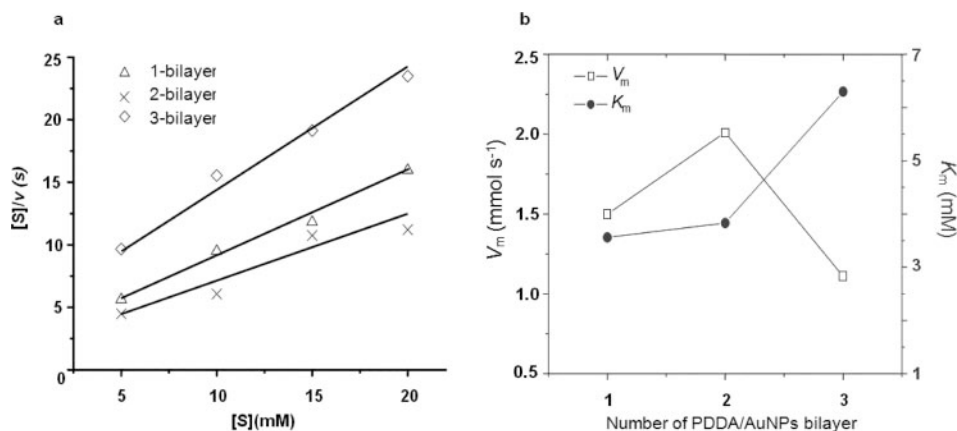 a
25
20
15
10
5
0
[S]/v (s)
1-bilayer
2-bilayer
3-bilayer
5
10
15
20
[S](mM)
b
2.5
2.0
1.5
1.0
0.5
Vm (mmol s⁻¹)
Vm
Km
7
5
3
1
Km (mM)
1
2
3
Number of PDDA/AuNPs bilayer